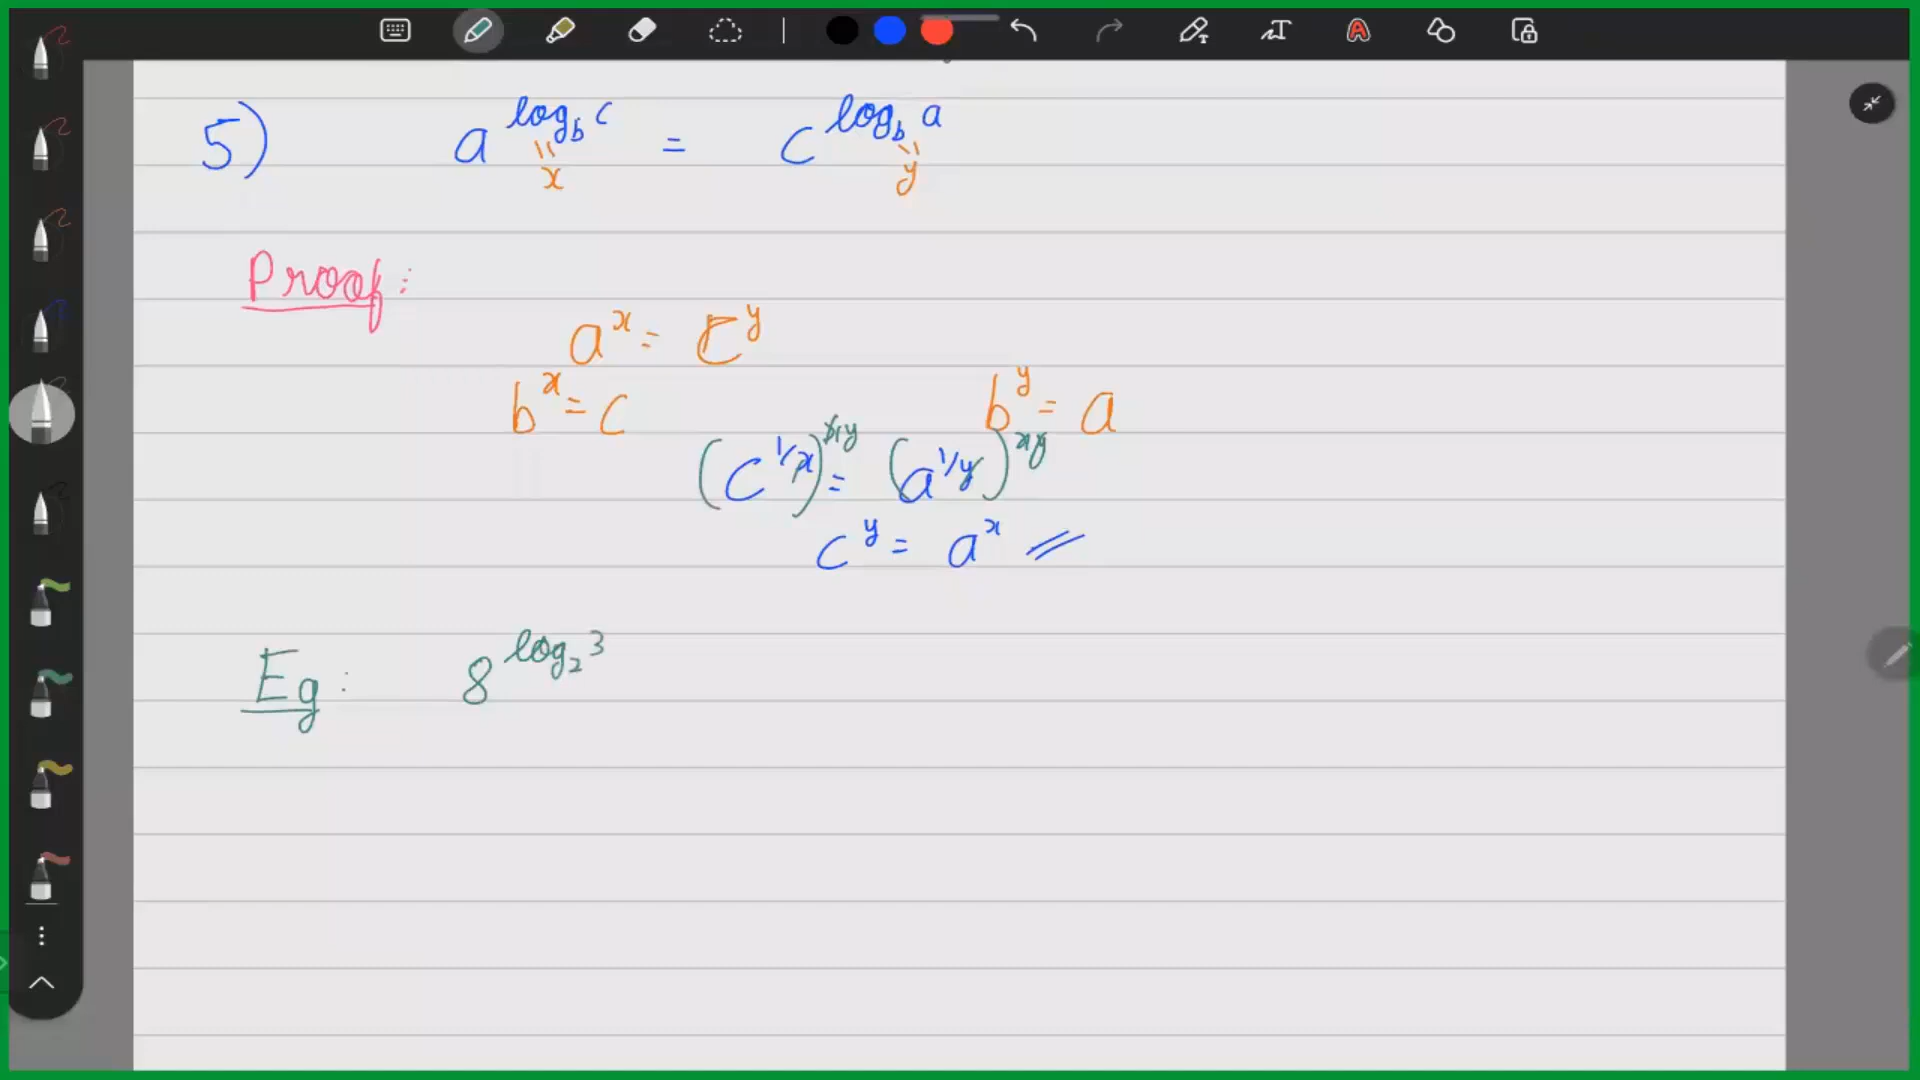 5) a^{log_b c} = c^{log_b a}
x y
Proof:
a^x = c^y
b^x = c b^y = a
(c^{1/x})^{xy} = (a^{1/y})^{xy}
c^y = a^x
Eg: 8^{log_2 3}